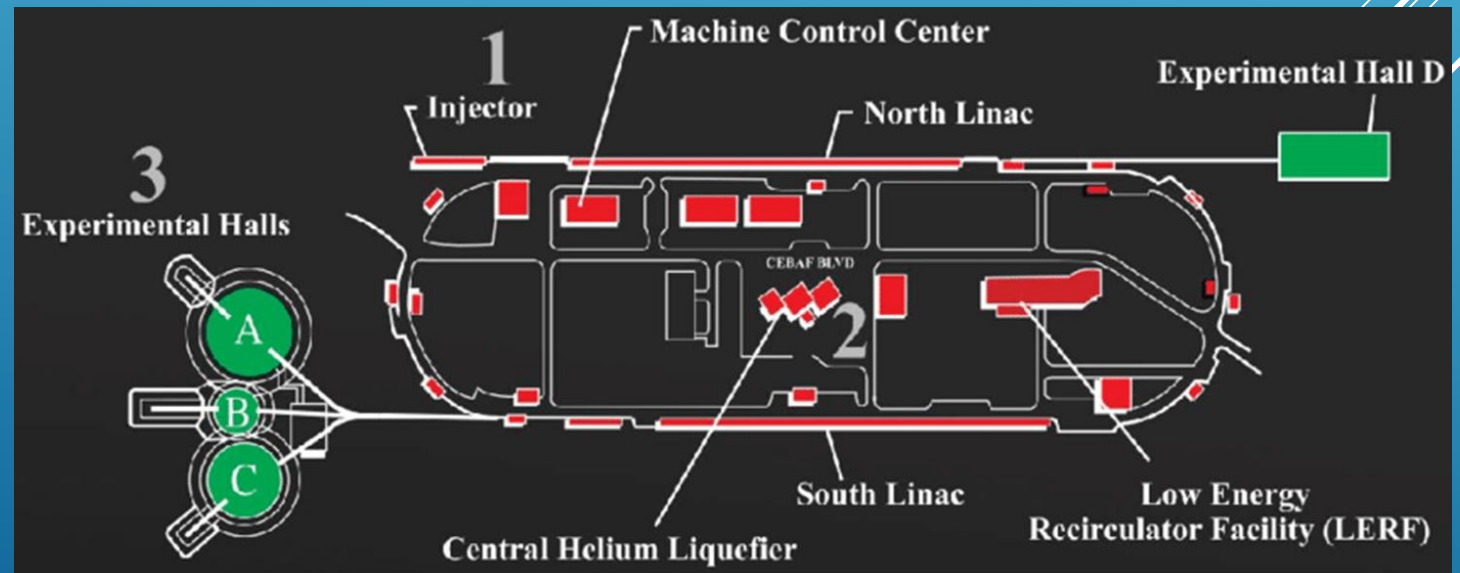 1
Machine Control Center
Experimental Hall D
Injector
North Linac
3
Experimental Halls
CEBAF BLVD
A
2
B
C
South Linac
Low Energy
Recirculator Facility (LERF)
Central Helium Liquefier